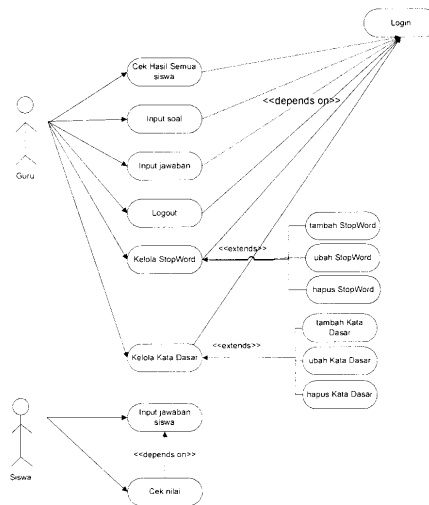 Login
Cek Hasil Semua
siswa
<<depends on>>
Input soal
Input jawaban
Guru
Logout
tambah StopWord
<<extends>>
Kelola StopWord
ubah StopWord
hapus StopWord
tambah Kata
Dasar
<<extends>>
Kelola Kata Dasar
ubah Kata Dasar
hapus Kata Dasar
Input jawaban
siswa
<<depends on>>
Siswa
Cek nilai